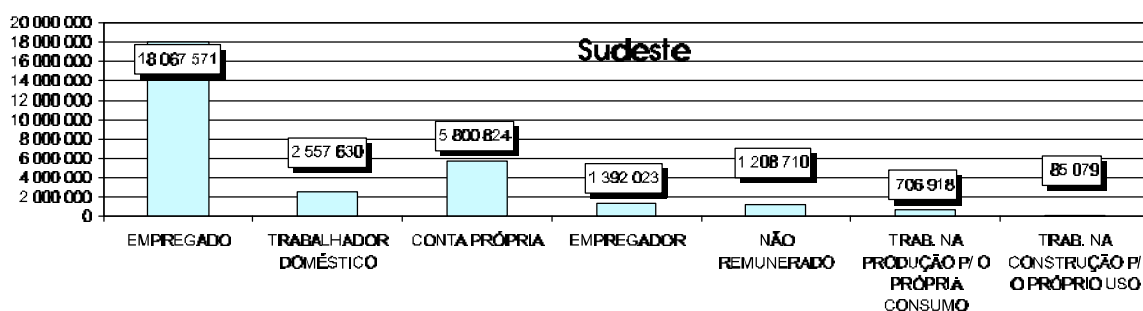 Sudeste
20 000 000
18 000 000
16 000 000
14 000 000
12 000 000
10 000 000
8 000 000
6 000 000
4 000 000
2 000 000
0
18 067 571
2 557 630
5 800 824
1 392 023
1 208 710
706 918
85 079
EMPREGADO
TRABALHADOR
DOMÉSTICO
CONTA PRÓPRIA
EMPREGADOR
NÃO
REMUNERADO
TRAB. NA
PRODUÇÃO P/ O
PRÓPRIA
CONSUMO
TRAB. NA
CONSTRUÇÃO P/
O PRÓPRIO USO